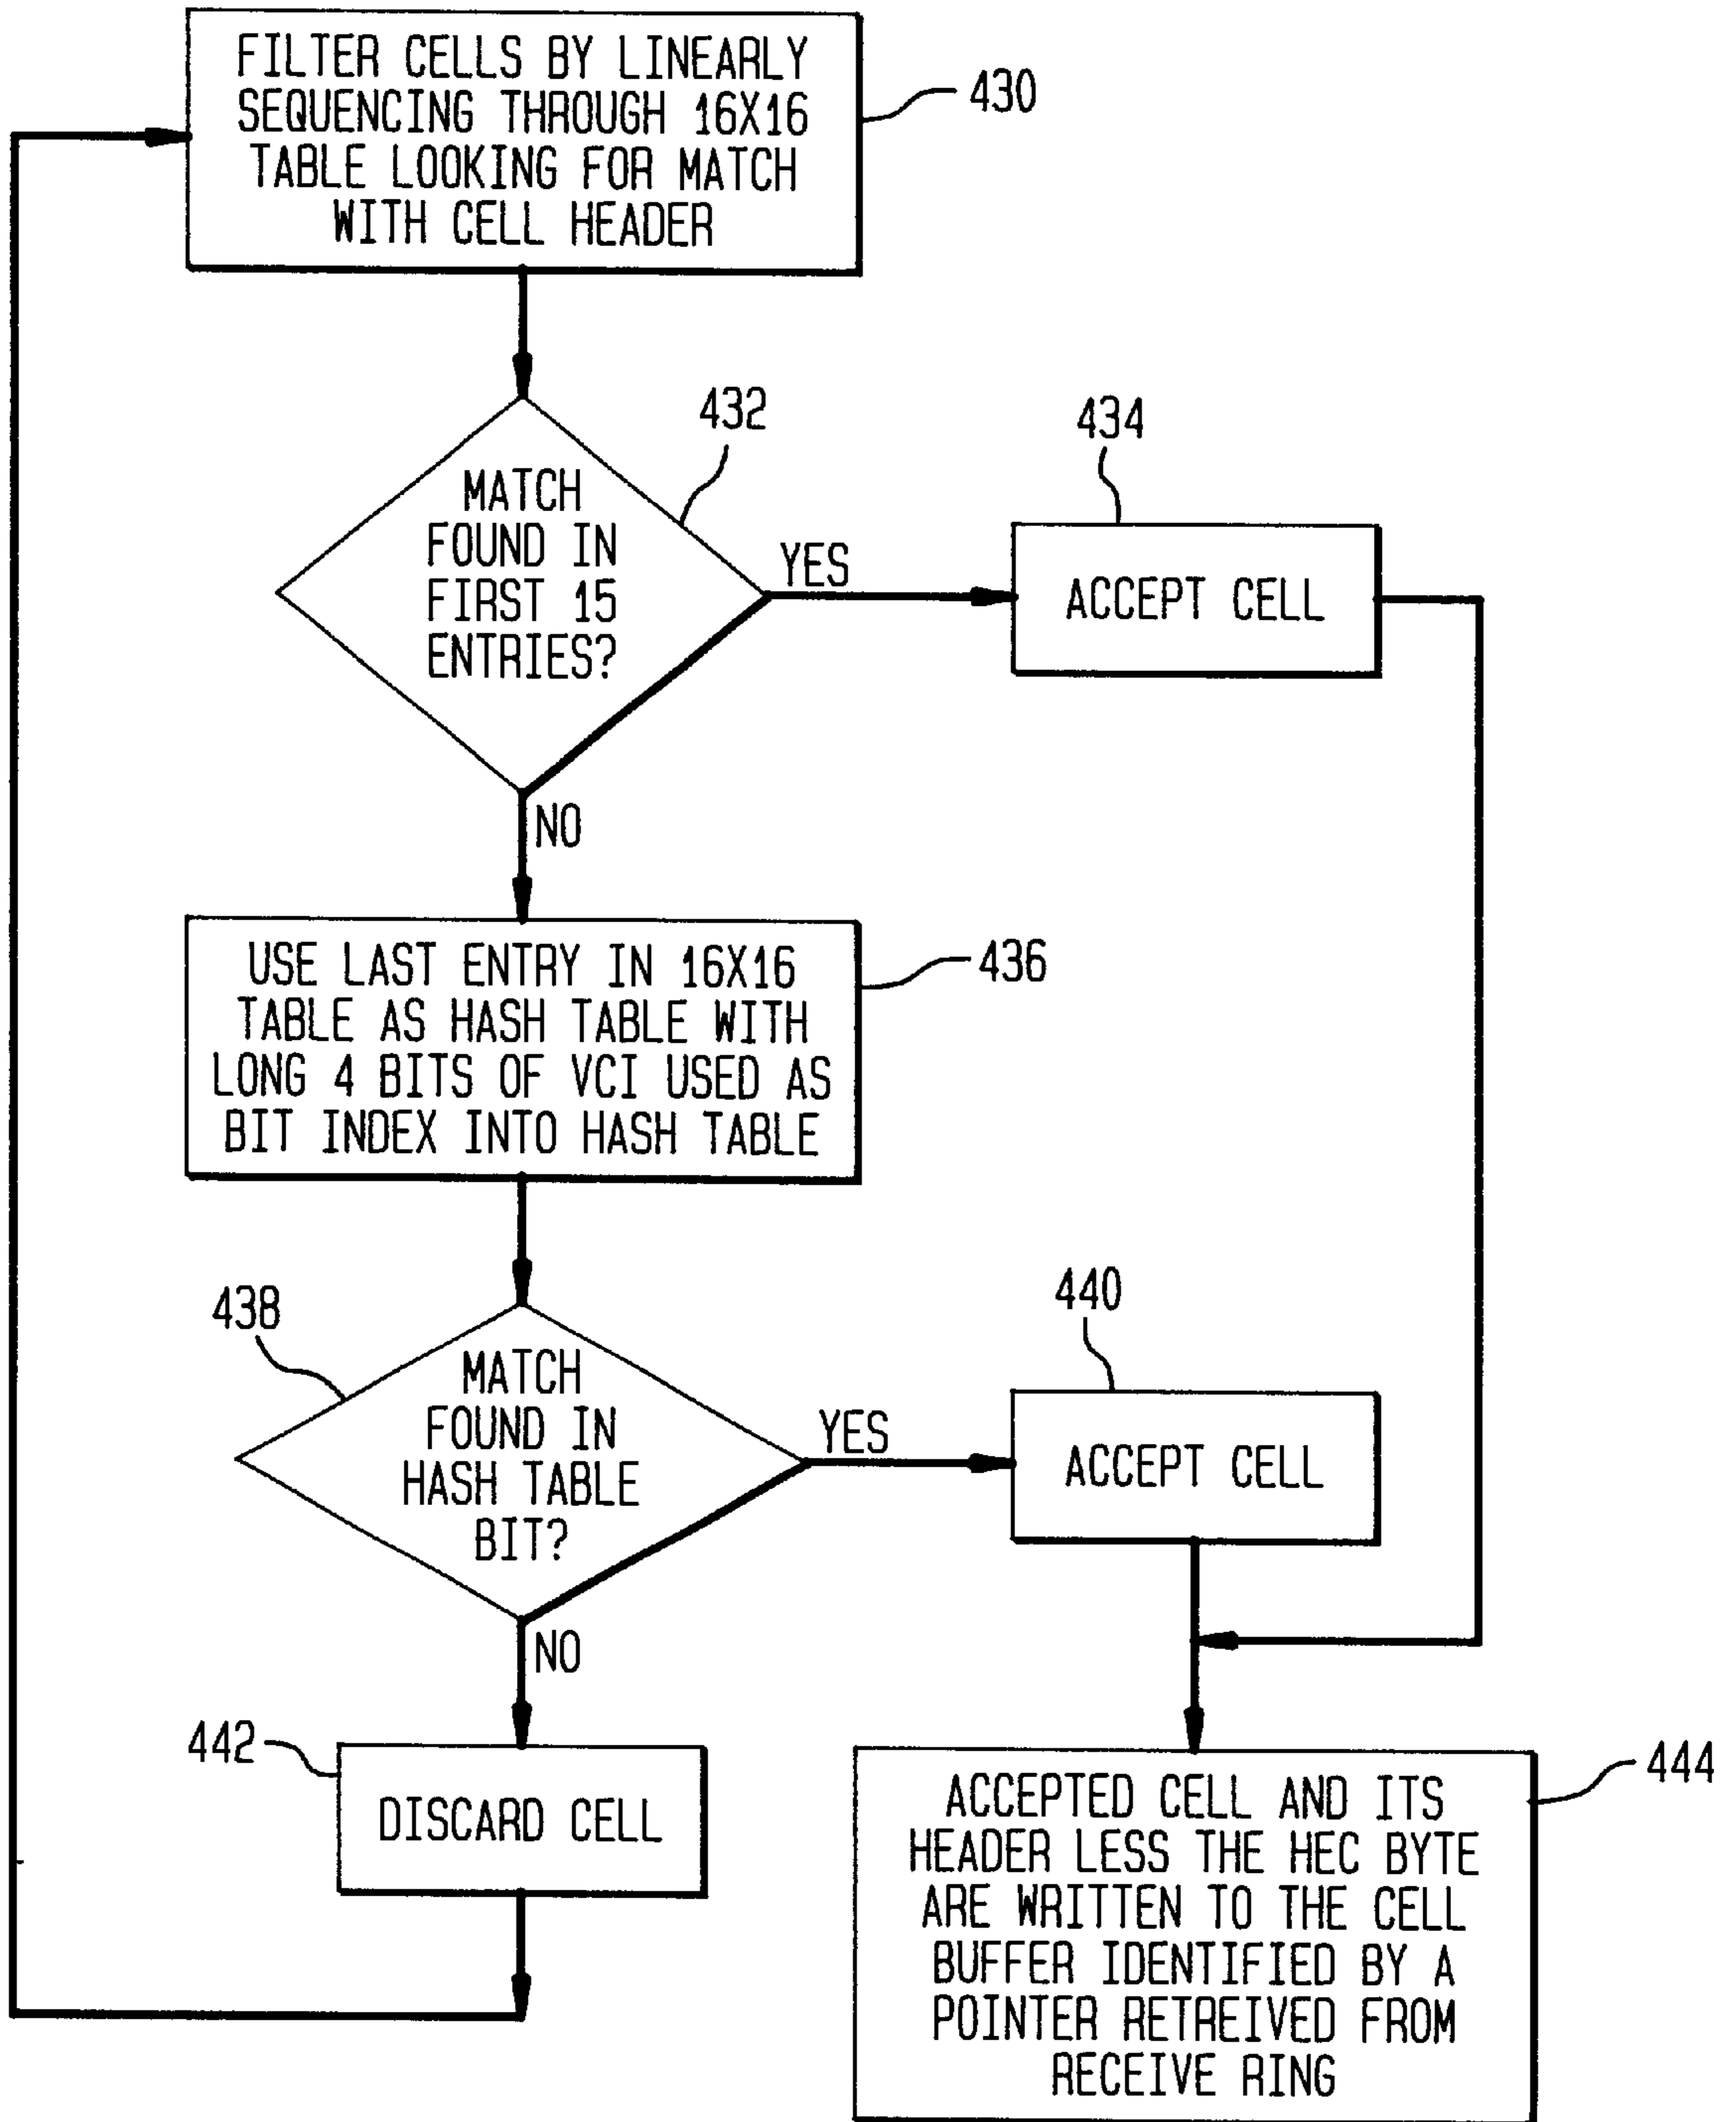 FILTER CELLS BY LINEARLY
SEQUENCING THROUGH 16X16
TABLE LOOKING FOR MATCH
WITH CELL HEADER
430
432
MATCH
FOUND IN
FIRST 15
ENTRIES?
YES
434
ACCEPT CELL
NO
USE LAST ENTRY IN 16X16
TABLE AS HASH TABLE WITH
LONG 4 BITS OF VCI USED AS
BIT INDEX INTO HASH TABLE
436
438
MATCH
FOUND IN
HASH TABLE
BIT?
YES
440
ACCEPT CELL
NO
442
DISCARD CELL
444
ACCEPTED CELL AND ITS
HEADER LESS THE HEC BYTE
ARE WRITTEN TO THE CELL
BUFFER IDENTIFIED BY A
POINTER RETREIVED FROM
RECEIVE RING